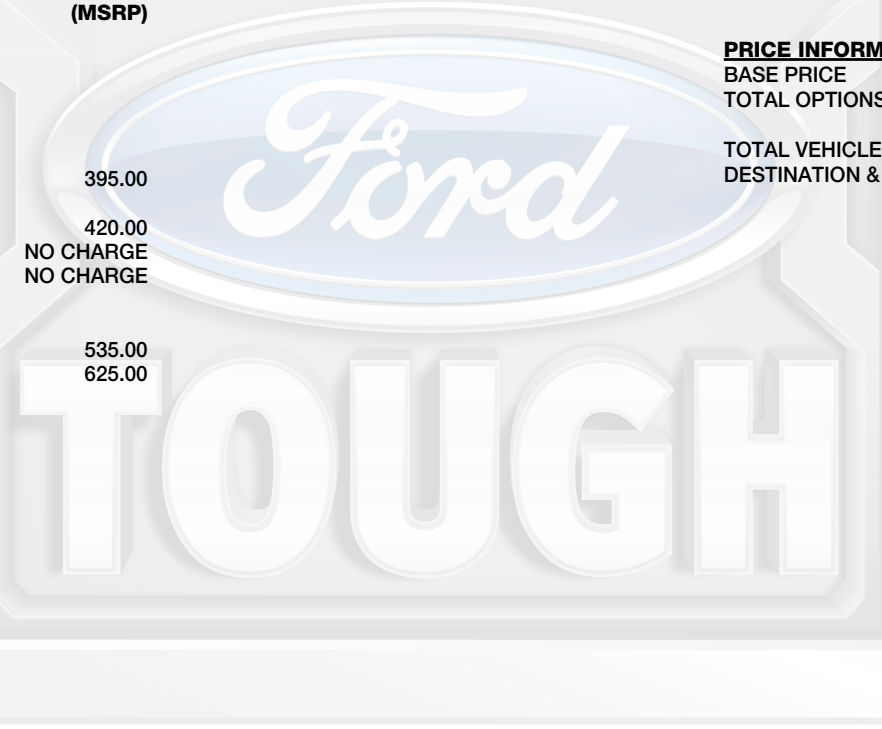 (MSRP)
395.00
420.00
NO CHARGE
NO CHARGE
535.00
625.00
PRICE INFORM
BASE PRICE
TOTAL OPTIONS
TOTAL VEHICLE
DESTINATION &
Ford
TOUGH